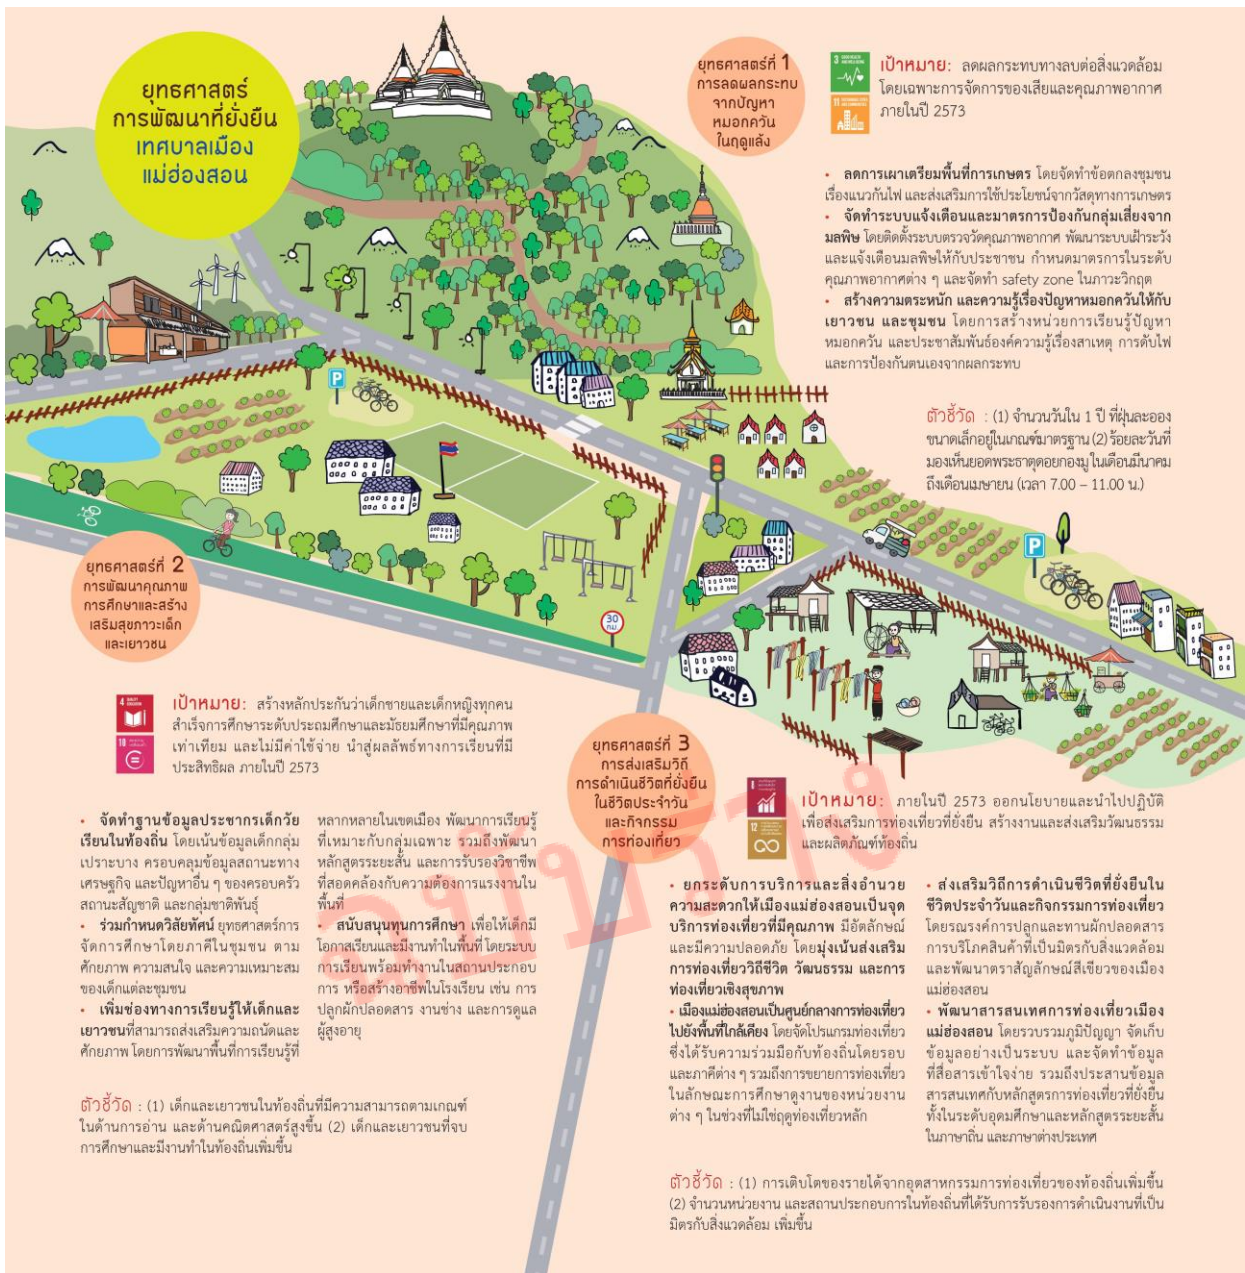 ยุทธศาสตร์
การพัฒนาที่ยั่งยืน
เทศบาลเมือง
แม่ฮ่องสอน
ยุทธศาสตร์ที่ 1
การลดผลกระทบ
จากปัญหา
หมอกควัน
ในฤดูแล้ง
3 GOOD HEALTH AND WELL-BEING
11
เป้าหมาย: ลดผลกระทบทางลบต่อสิ่งแวดล้อม
โดยเฉพาะการจัดการของเสียและคุณภาพอากาศ
ภายในปี 2573
• ลดการเผาเตรียมพื้นที่การเกษตร โดยจัดทำข้อตกลงชุมชน
เรื่องแนวกันไฟ และส่งเสริมการใช้ประโยชน์จากวัสดุทางการเกษตร
• จัดทำระบบแจ้งเตือนและมาตรการป้องกันกลุ่มเสี่ยงจาก
มลพิษ โดยติดตั้งระบบตรวจวัดคุณภาพอากาศ พัฒนาระบบเฝ้าระวัง
และแจ้งเตือนมลพิษให้กับประชาชน กำหนดมาตรการในระดับ
คุณภาพอากาศต่าง ๆ และจัดทำ safety zone ในภาวะวิกฤต
• สร้างความตระหนัก และความรู้เรื่องปัญหาหมอกควันให้กับ
เยาวชน และชุมชน โดยการสร้างหน่วยการเรียนรู้ปัญหา
หมอกควัน และประชาสัมพันธ์องค์ความรู้เรื่องสาเหตุ การดับไฟ
และการป้องกันตนเองจากผลกระทบ
ตัวชี้วัด : (1) จำนวนวันใน 1 ปี ที่ฝุ่นละออง
ขนาดเล็กอยู่ในเกณฑ์มาตรฐาน (2) ร้อยละวันที่
มองเห็นยอดพระธาตุดอยกองมู ในเดือนมีนาคม
ถึงเดือนเมษายน (เวลา 7.00 – 11.00 น.)
P
P
30
กม
ยุทธศาสตร์ที่ 2
การพัฒนาคุณภาพ
การศึกษาและสร้าง
เสริมสุขภาวะเด็ก
และเยาวชน
4 QUALITY EDUCATION
10
เป้าหมาย: สร้างหลักประกันว่าเด็กชายและเด็กหญิงทุกคน
สำเร็จการศึกษาระดับประถมศึกษาและมัธยมศึกษาที่มีคุณภาพ
เท่าเทียม และไม่มีค่าใช้จ่าย นำสู่ผลลัพธ์ทางการเรียนที่มี
ประสิทธิผล ภายในปี 2573
• จัดทำฐานข้อมูลประชากรเด็กวัย
เรียนในท้องถิ่น โดยเน้นข้อมูลเด็กกลุ่ม
เปราะบาง ครอบคลุมข้อมูลสถานะทาง
เศรษฐกิจ และปัญหาอื่น ๆ ของครอบครัว
สถานะสัญชาติ และกลุ่มชาติพันธุ์
• ร่วมกำหนดวิสัยทัศน์ ยุทธศาสตร์การ
จัดการศึกษาโดยภาคีในชุมชน ตาม
ศักยภาพ ความสนใจ และความเหมาะสม
ของเด็กแต่ละชุมชน
• เพิ่มช่องทางการเรียนรู้ให้เด็กและ
เยาวชนที่สามารถส่งเสริมความถนัดและ
ศักยภาพ โดยการพัฒนาพื้นที่การเรียนรู้ที่
หลากหลายในเขตเมือง พัฒนาการเรียนรู้
ที่เหมาะกับกลุ่มเฉพาะ รวมถึงพัฒนา
หลักสูตรระยะสั้น และการรับรองวิชาชีพ
ที่สอดคล้องกับความต้องการแรงงานใน
พื้นที่
• สนับสนุนทุนการศึกษา เพื่อให้เด็กมี
โอกาสเรียนและมีงานทำในพื้นที่ โดยระบบ
การเรียนพร้อมทำงานในสถานประกอบ
การ หรือสร้างอาชีพในโรงเรียน เช่น การ
ปลูกผักปลอดสาร งานช่าง และการดูแล
ผู้สูงอายุ
ตัวชี้วัด : (1) เด็กและเยาวชนในท้องถิ่นที่มีความสามารถตามเกณฑ์
ในด้านการอ่าน และด้านคณิตศาสตร์สูงขึ้น (2) เด็กและเยาวชนที่จบ
การศึกษาและมีงานทำในท้องถิ่นเพิ่มขึ้น
ยุทธศาสตร์ที่ 3
การส่งเสริมวิถี
การดำเนินชีวิตที่ยั่งยืน
ในชีวิตประจำวัน
และกิจกรรม
การท่องเที่ยว
8
12
เป้าหมาย: ภายในปี 2573 ออกนโยบายและนำไปปฏิบัติ
เพื่อส่งเสริมการท่องเที่ยวที่ยั่งยืน สร้างงานและส่งเสริมวัฒนธรรม
และผลิตภัณฑ์ท้องถิ่น
• ยกระดับการบริการและสิ่งอำนวย
ความสะดวกให้เมืองแม่ฮ่องสอนเป็นจุด
บริการท่องเที่ยวที่มีคุณภาพ มีอัตลักษณ์
และมีความปลอดภัย โดยมุ่งเน้นส่งเสริม
การท่องเที่ยววิถีชีวิต วัฒนธรรม และการ
ท่องเที่ยวเชิงสุขภาพ
• เมืองแม่ฮ่องสอนเป็นศูนย์กลางการท่องเที่ยว
ไปยังพื้นที่ใกล้เคียง โดยจัดโปรแกรมท่องเที่ยว
ซึ่งได้รับความร่วมมือกับท้องถิ่นโดยรอบ
และภาคีต่าง ๆ รวมถึงการขยายการท่องเที่ยว
ในลักษณะการศึกษาดูงานของหน่วยงาน
ต่าง ๆ ในช่วงที่ไม่ใช่ฤดูท่องเที่ยวหลัก
• ส่งเสริมวิถีการดำเนินชีวิตที่ยั่งยืนใน
ชีวิตประจำวันและกิจกรรมการท่องเที่ยว
โดยรณรงค์การปลูกและทานผักปลอดสาร
การบริโภคสินค้าที่เป็นมิตรกับสิ่งแวดล้อม
และพัฒนาตราสัญลักษณ์สีเขียวของเมือง
แม่ฮ่องสอน
• พัฒนาสารสนเทศการท่องเที่ยวเมือง
แม่ฮ่องสอน โดยรวบรวมภูมิปัญญา จัดเก็บ
ข้อมูลอย่างเป็นระบบ และจัดทำข้อมูล
ที่สื่อสารเข้าใจง่าย รวมถึงประสานข้อมูล
สารสนเทศกับหลักสูตรการท่องเที่ยวที่ยั่งยืน
ทั้งในระดับอุดมศึกษาและหลักสูตรระยะสั้น
ในภาษาถิ่น และภาษาต่างประเทศ
ตัวชี้วัด : (1) การเติบโตของรายได้จากอุตสาหกรรมการท่องเที่ยวของท้องถิ่นเพิ่มขึ้น
(2) จำนวนหน่วยงาน และสถานประกอบการในท้องถิ่นที่ได้รับการรับรองการดำเนินงานที่เป็น
มิตรกับสิ่งแวดล้อม เพิ่มขึ้น
ฉบับร่าง